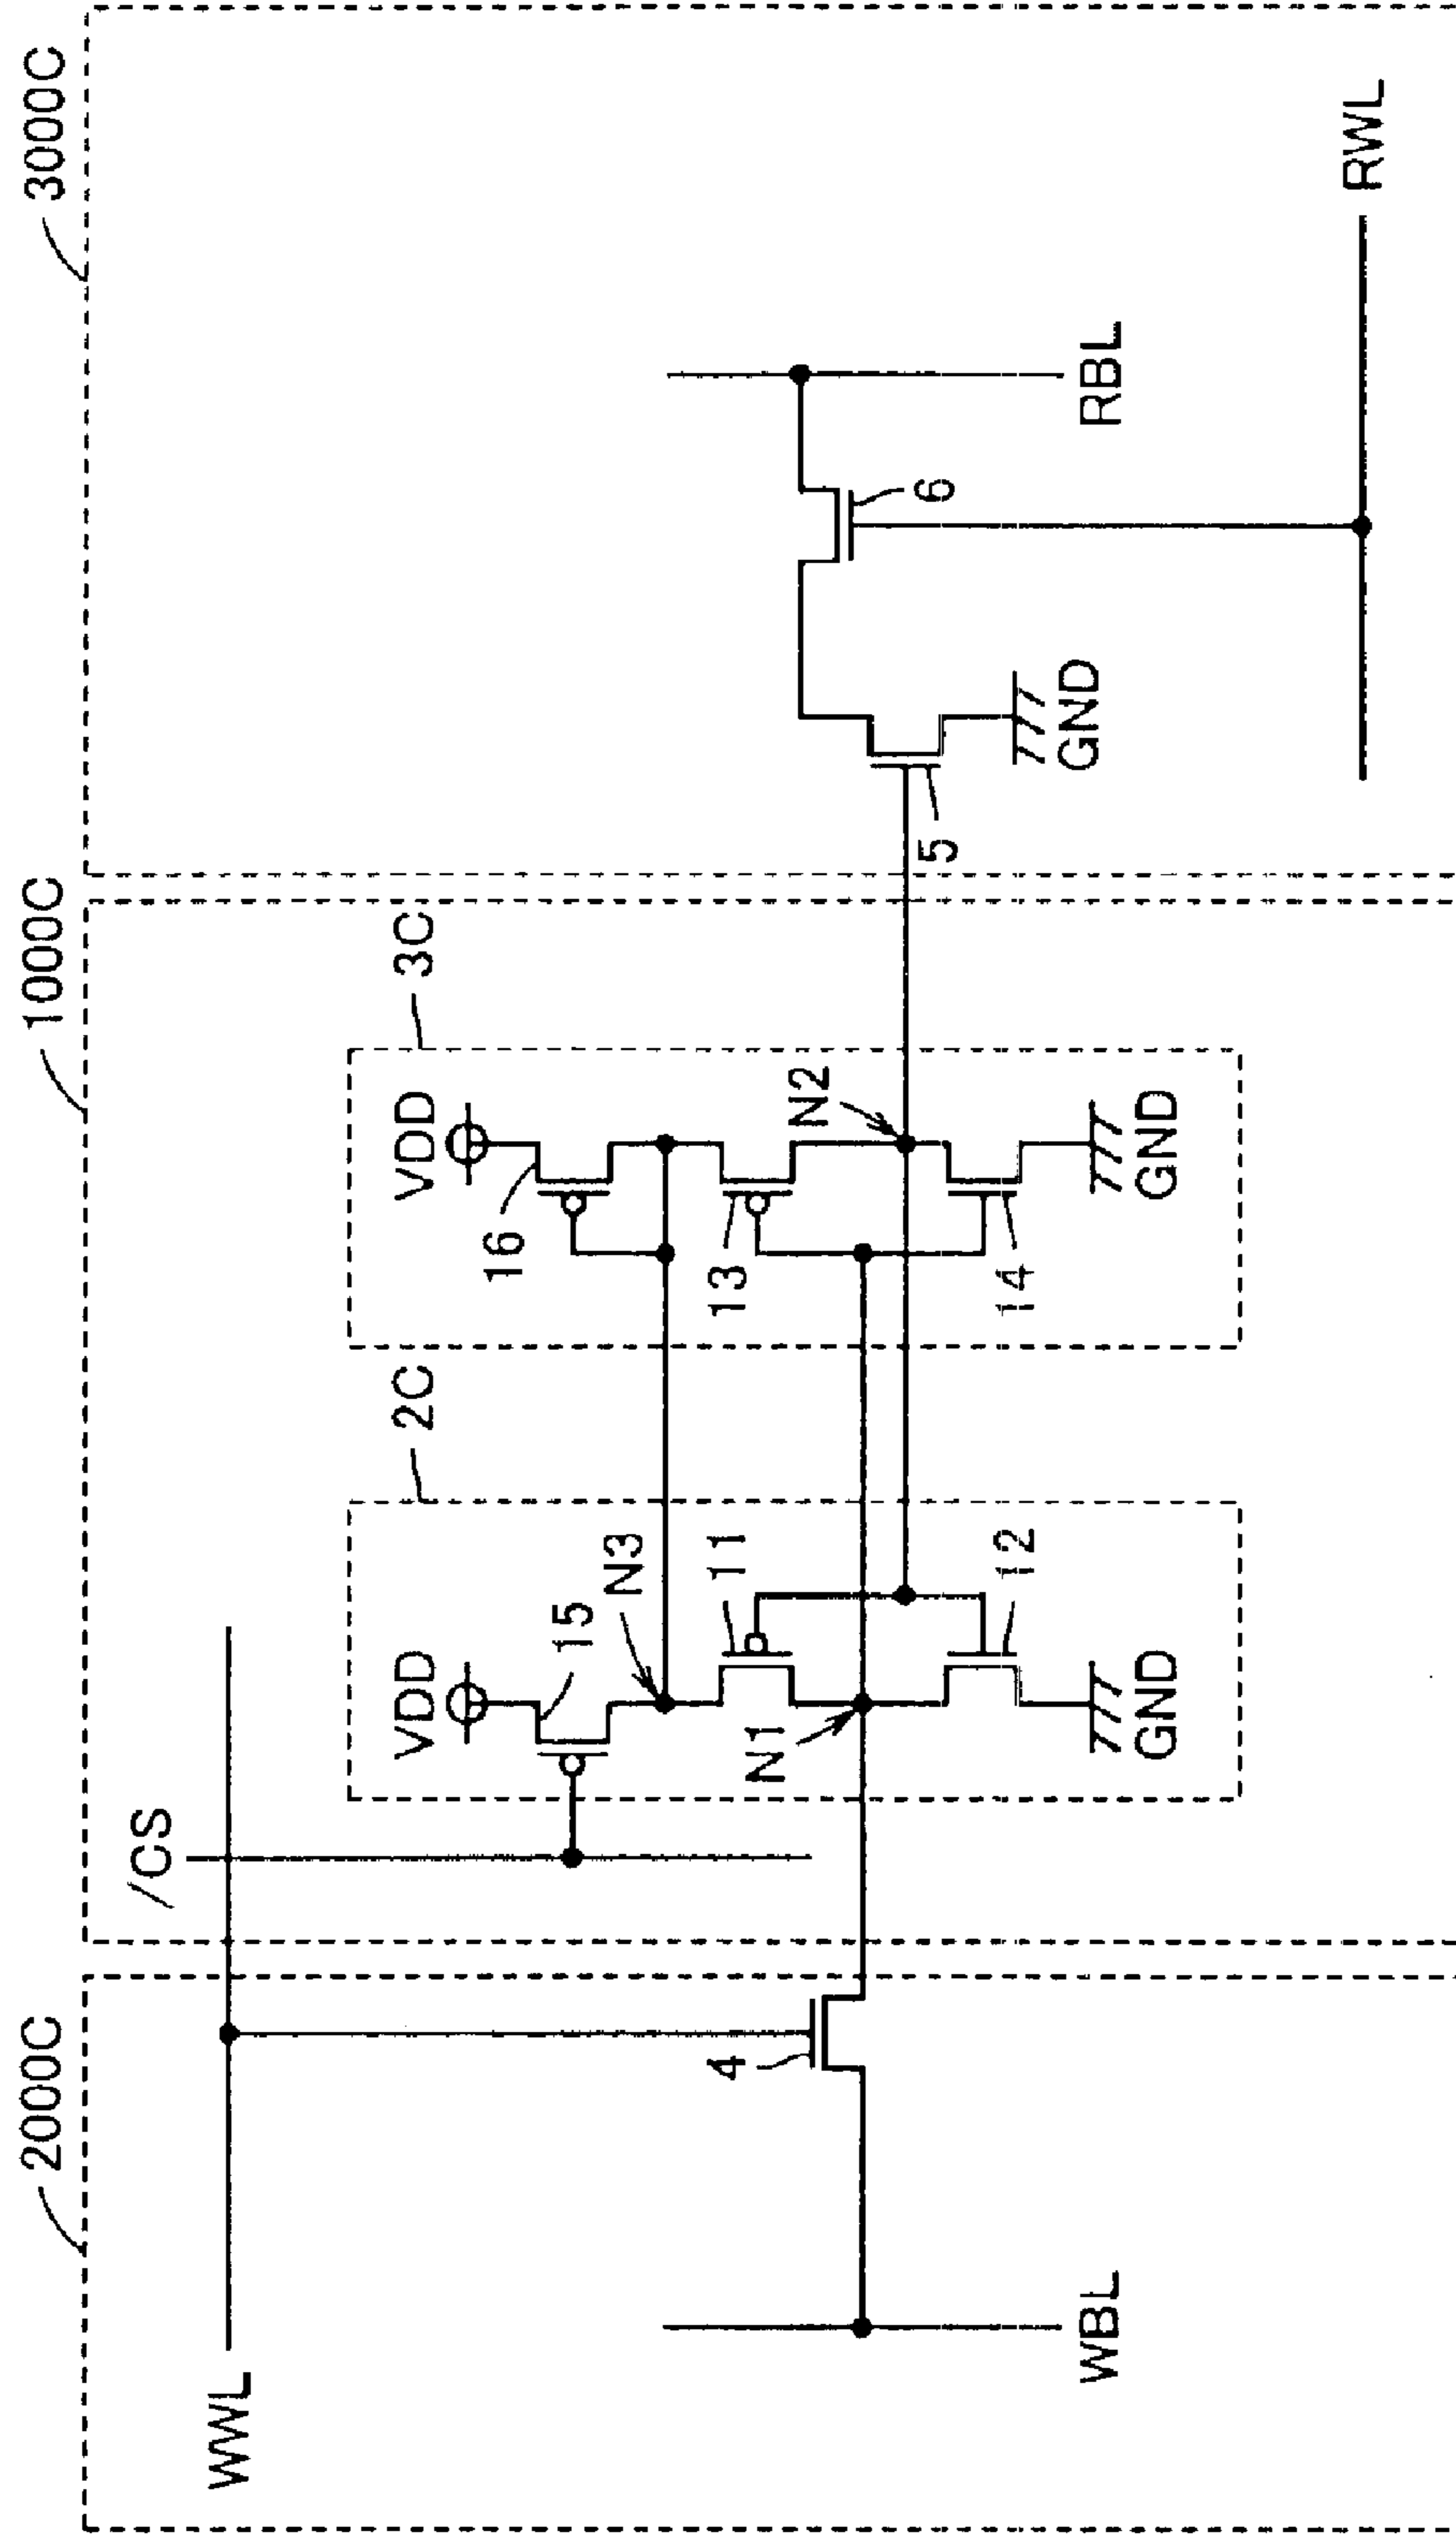 2000C
1000C
3000C
WWL
/CS
2C
3C
VDD
VDD
15
16
N3
11
13
N1
N2
4
12
14
5
6
GND
GND
GND
WBL
RBL
RWL